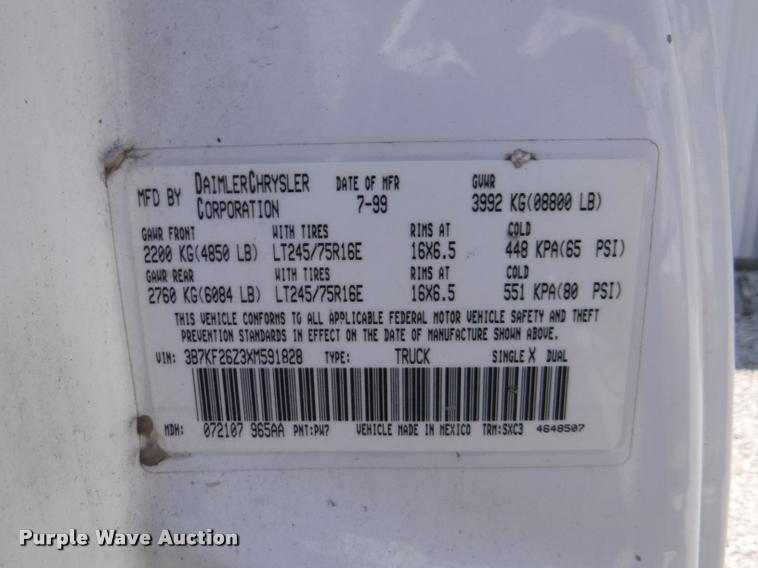 MFD BY DAIMLERCHRYSLER CORPORATION DATE OF MFR 7-99 GVWR 3992 KG(08800 LB)
GAWR FRONT WITH TIRES RIMS AT COLD
2200 KG(4850 LB) LT245/75R16E 16X6.5 448 KPA(65 PSI)
GAWR REAR WITH TIRES RIMS AT COLD
2760 KG(6084 LB) LT245/75R16E 16X6.5 551 KPA(80 PSI)
THIS VEHICLE CONFORMS TO ALL APPLICABLE FEDERAL MOTOR VEHICLE SAFETY AND THEFT
PREVENTION STANDARDS IN EFFECT ON THE DATE OF MANUFACTURE SHOWN ABOVE.
VIN: 3B7KF26Z3XM591828 TYPE: TRUCK SINGLE X DUAL
MDH: 072107 965AA PNT:PW7 VEHICLE MADE IN MEXICO TRM:SXC3 4648507
Purple Wave Auction